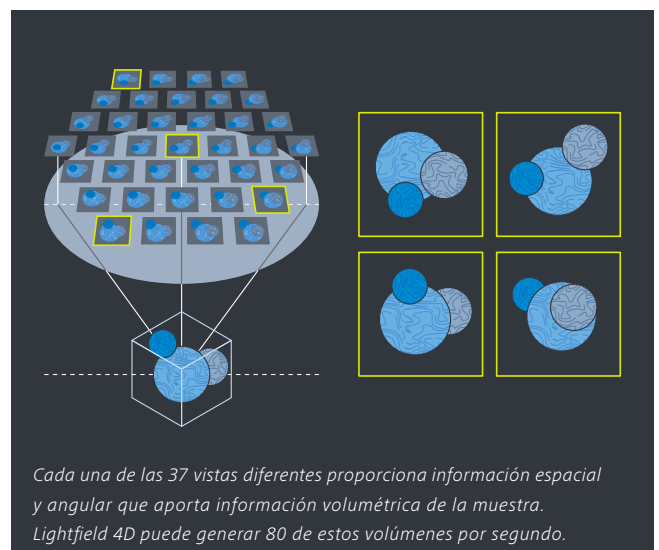 Cada una de las 37 vistas diferentes proporciona información espacial
y angular que aporta información volumétrica de la muestra.
Lightfield 4D puede generar 80 de estos volúmenes por segundo.